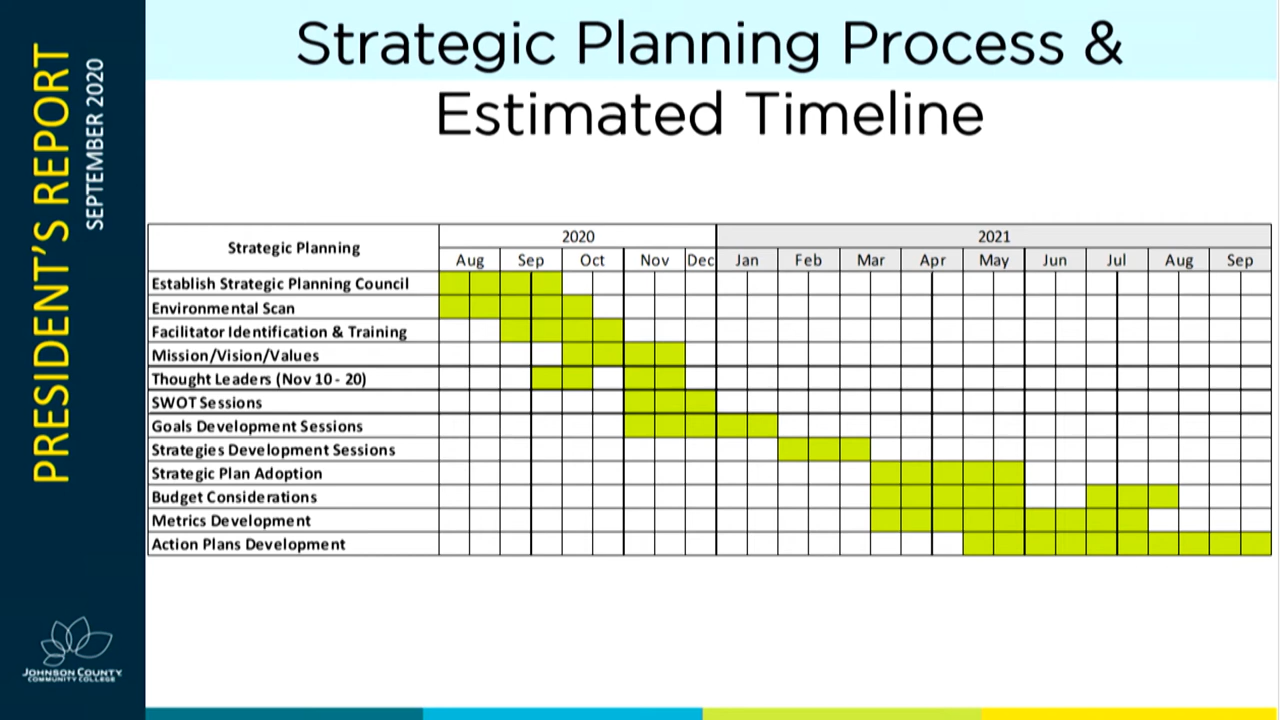 PRESIDENT'S REPORT
SEPTEMBER 2020
Strategic Planning Process &
Estimated Timeline
Strategic Planning
2020
2021
Aug Sep Oct Nov Dec Jan Feb Mar Apr May Jun Jul Aug Sep
Establish Strategic Planning Council
Environmental Scan
Facilitator Identification & Training
Mission/Vision/Values
Thought Leaders (Nov 10 - 20)
SWOT Sessions
Goals Development Sessions
Strategies Development Sessions
Strategic Plan Adoption
Budget Considerations
Metrics Development
Action Plans Development
JOHNSON COUNTY
COMMUNITY COLLEGE